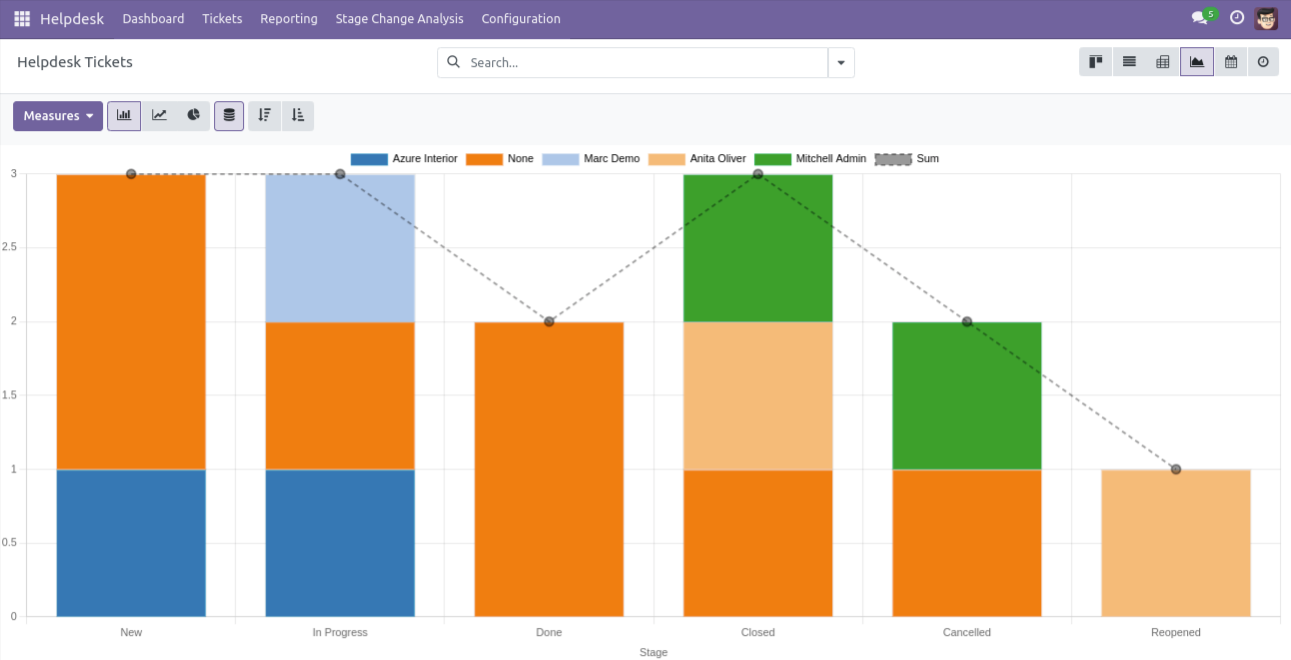 Helpdesk Dashboard Tickets Reporting Stage Change Analysis Configuration 5
Helpdesk Tickets Search...
Measures
Azure Interior None Marc Demo Anita Oliver Mitchell Admin Sum
3
2.5
2
1.5
1
0.5
0
New In Progress Done Closed Cancelled Reopened
Stage